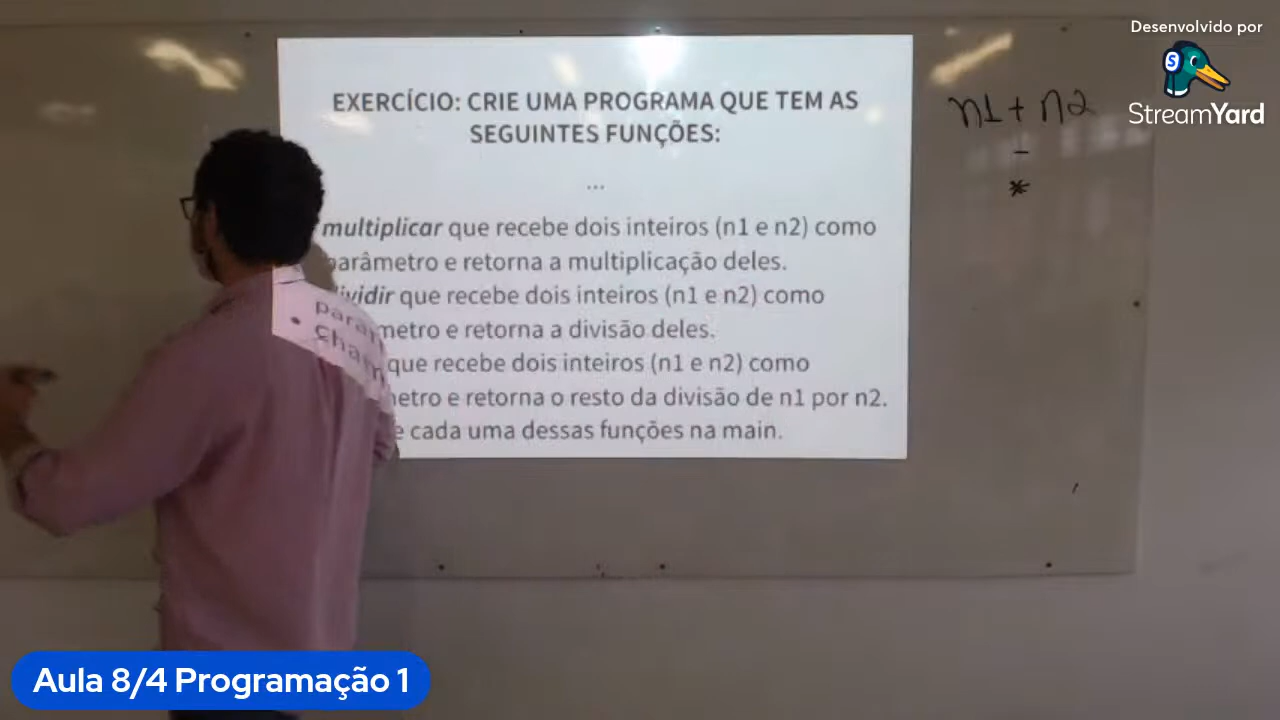 EXERCÍCIO: CRIE UMA PROGRAMA QUE TEM AS
SEGUINTES FUNÇÕES:
...
multiplicar que recebe dois inteiros (n1 e n2) como
parâmetro e retorna a multiplicação deles.
dividir que recebe dois inteiros (n1 e n2) como
metro e retorna a divisão deles.
que recebe dois inteiros (n1 e n2) como
metro e retorna o resto da divisão de n1 por n2.
e cada uma dessas funções na main.
n1 + n2
-
*
Desenvolvido por
StreamYard
Aula 8/4 Programação 1